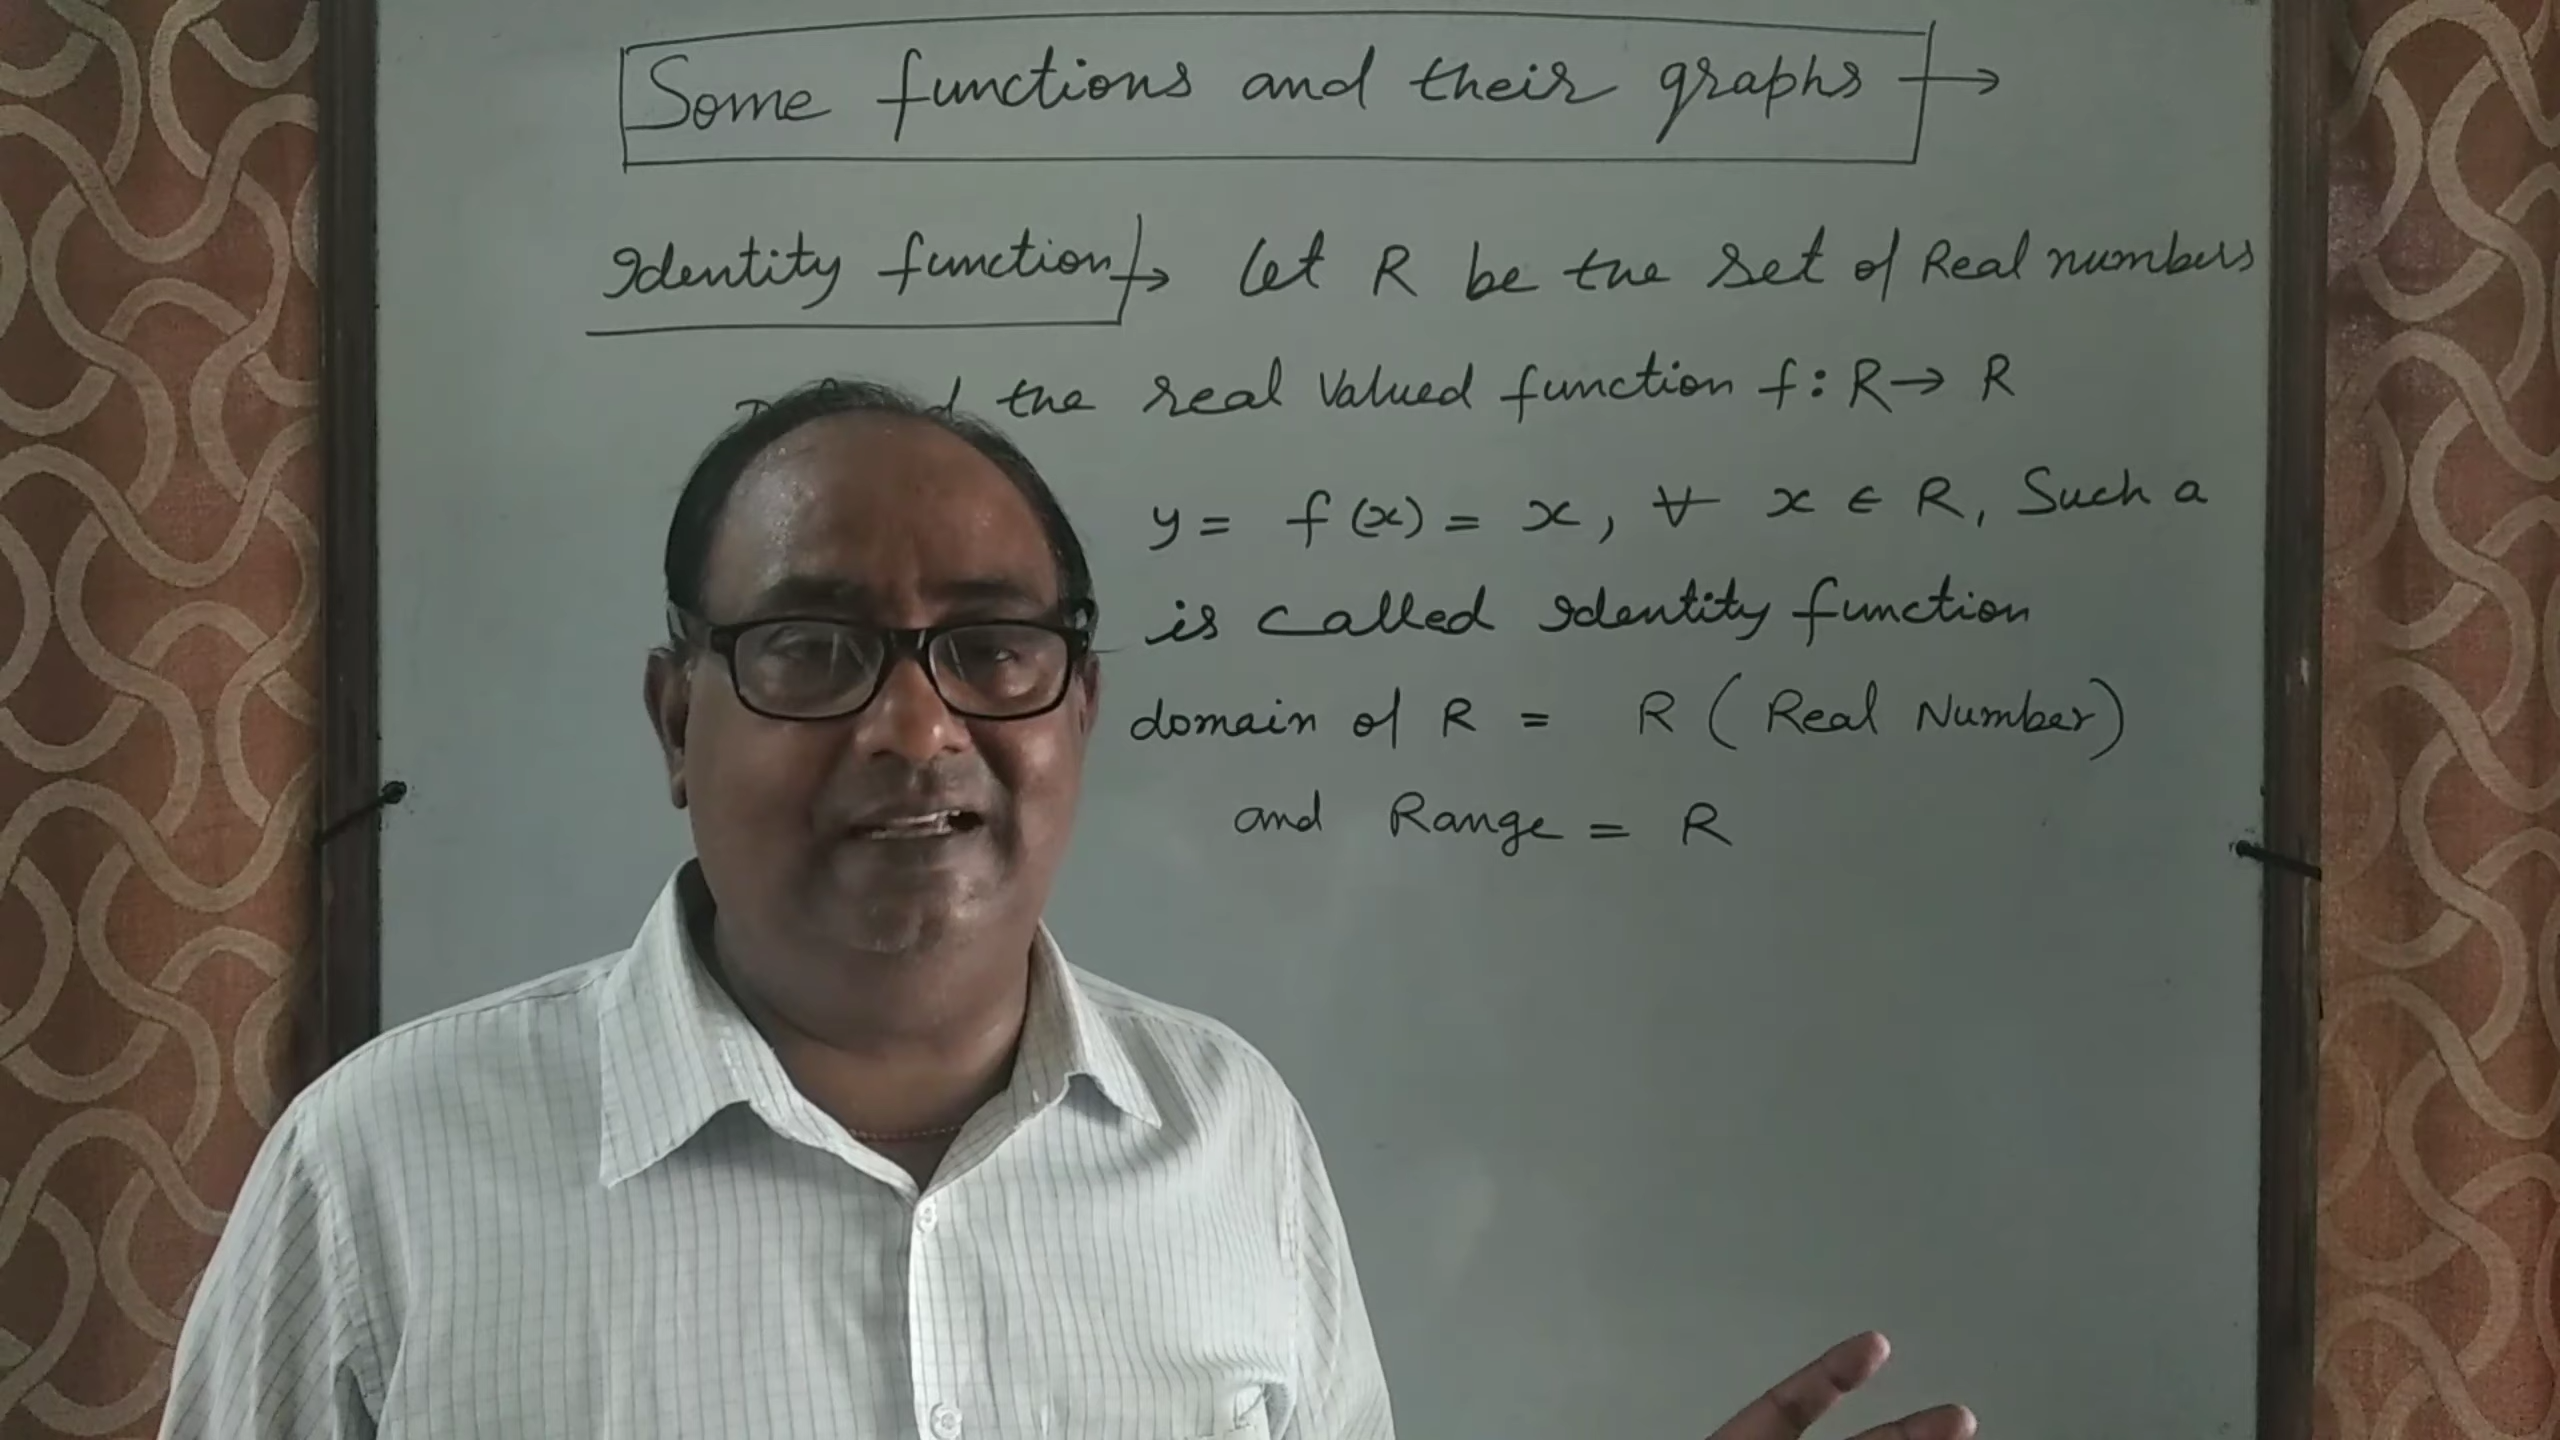 Some functions and their graphs →
Identity function → Let R be the set of Real numbers
the real Valued function f: R → R
y = f(x) = x, ∀ x ∈ R, Such a
is called Identity function
domain of R = R (Real Number)
and Range = R